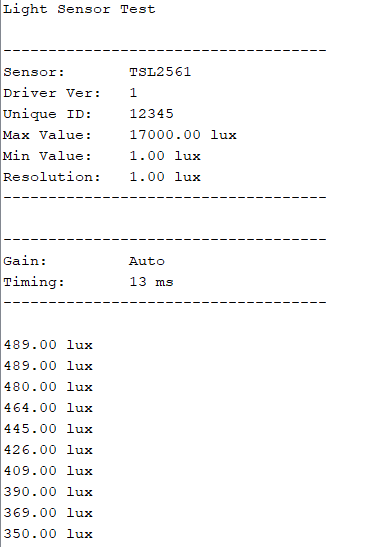 Light Sensor Test
------------------------------------
Sensor:       TSL2561
Driver Ver:   1
Unique ID:    12345
Max Value:    17000.00 lux
Min Value:    1.00 lux
Resolution:   1.00 lux
------------------------------------
------------------------------------
Gain:         Auto
Timing:       13 ms
------------------------------------
489.00 lux
489.00 lux
480.00 lux
464.00 lux
445.00 lux
426.00 lux
409.00 lux
390.00 lux
369.00 lux
350.00 lux